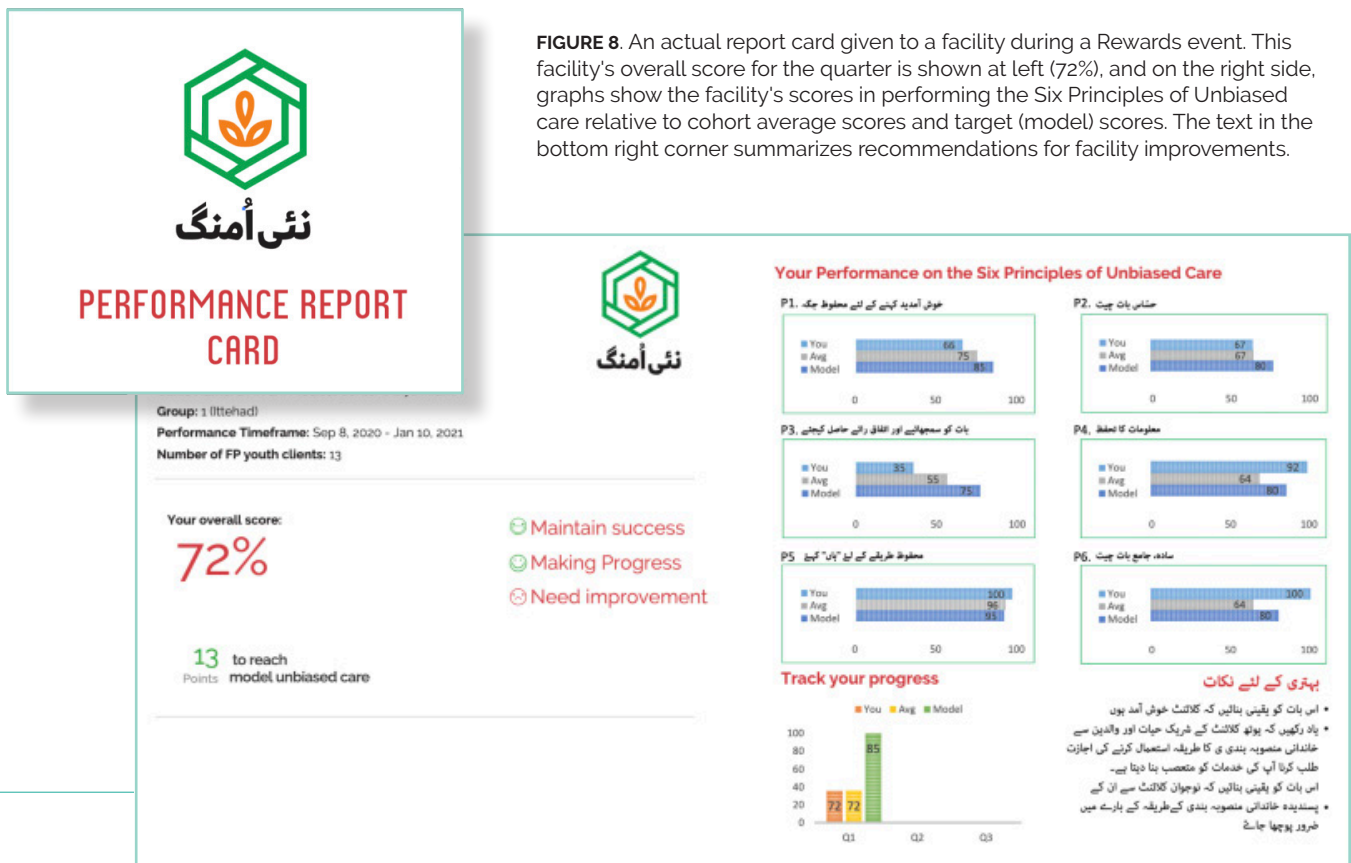 نئی اُمنگ
PERFORMANCE REPORT
CARD
FIGURE 8. An actual report card given to a facility during a Rewards event. This
facility's overall score for the quarter is shown at left (72%), and on the right side,
graphs show the facility's scores in performing the Six Principles of Unbiased
care relative to cohort average scores and target (model) scores. The text in the
bottom right corner summarizes recommendations for facility improvements.
نئی اُمنگ
Group: 1 (Ittehad)
Performance Timeframe: Sep 8, 2020 - Jan 10, 2021
Number of FP youth clients: 13
Your overall score:
72%
Maintain success
Making Progress
Need improvement
13 to reach
Points model unbiased care
Your Performance on the Six Principles of Unbiased Care
P1. خوش آمدید کہنے کے لئے محفوظ جگہ
You 66
Avg 75
Model 85
0 50 100
P2. حساس بات چیت
You 67
Avg 67
Model 80
0 50 100
P3. بات کو سمجھائیے اور اتفاق رائے حاصل کیجئے
You 35
Avg 55
Model 75
0 50 100
P4. معلومات کا تحفظ
You 92
Avg 64
Model 80
0 50 100
P5 محفوظ طریقے کے لیے "ہاں" کہیئے
You 100
Avg 96
Model 95
0 50 100
P6. سادہ، جامع بات چیت
You 100
Avg 64
Model 80
0 50 100
Track your progress
You Avg Model
100
80
60
40
20
0
72 72 85
Q1 Q2 Q3
بہتری کے لئے نکات
• اس بات کو یقینی بنائیں کہ کلائنٹ خوش آمد ہوں
• یاد رکھیں کہ یوتھ کلائنٹ کے شریک حیات اور والدین سے
خاندانی منصوبہ بندی ی کا طریقہ استعمال کرنے کی اجازت
طلب کرنا آپ کی خدمات کو متعصب بنا دیتا ہے۔
اس بات کو یقینی بنائیں کہ نوجوان کلائنٹ سے ان کے
• پسندیدہ خاندانی منصوبہ بندی کےطریقہ کے بارے میں
ضرور پوچھا جائے